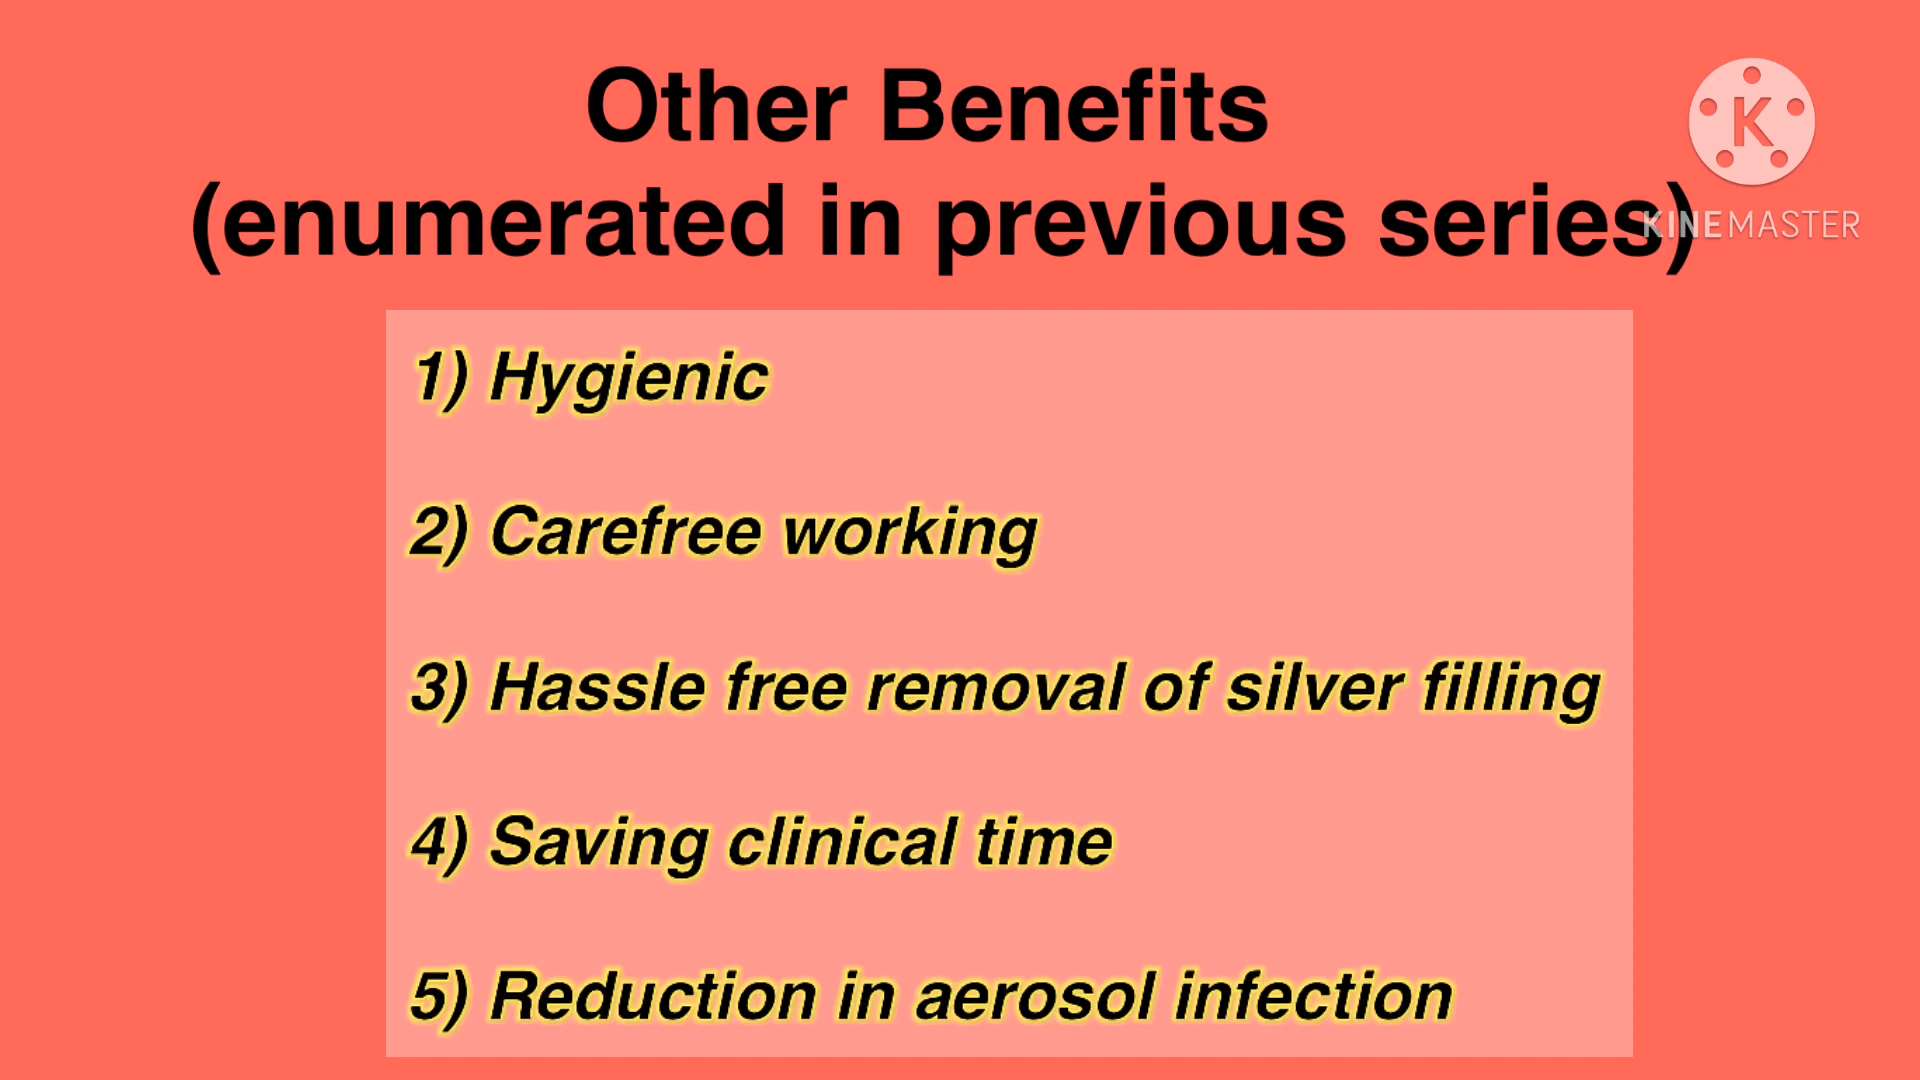 Other Benefits
(enumerated in previous series)
K
KINEMASTER
1) Hygienic
2) Carefree working
3) Hassle free removal of silver filling
4) Saving clinical time
5) Reduction in aerosol infection